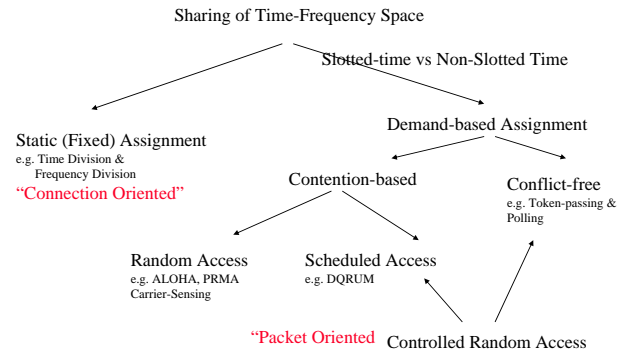 Sharing of Time-Frequency Space
Slotted-time vs Non-Slotted Time
Static (Fixed) Assignment
e.g. Time Division &
Frequency Division
“Connection Oriented”
Demand-based Assignment
Contention-based
Conflict-free
e.g. Token-passing &
Polling
Random Access
e.g. ALOHA, PRMA
Carrier-Sensing
Scheduled Access
e.g. DQRUM
“Packet Oriented
Controlled Random Access